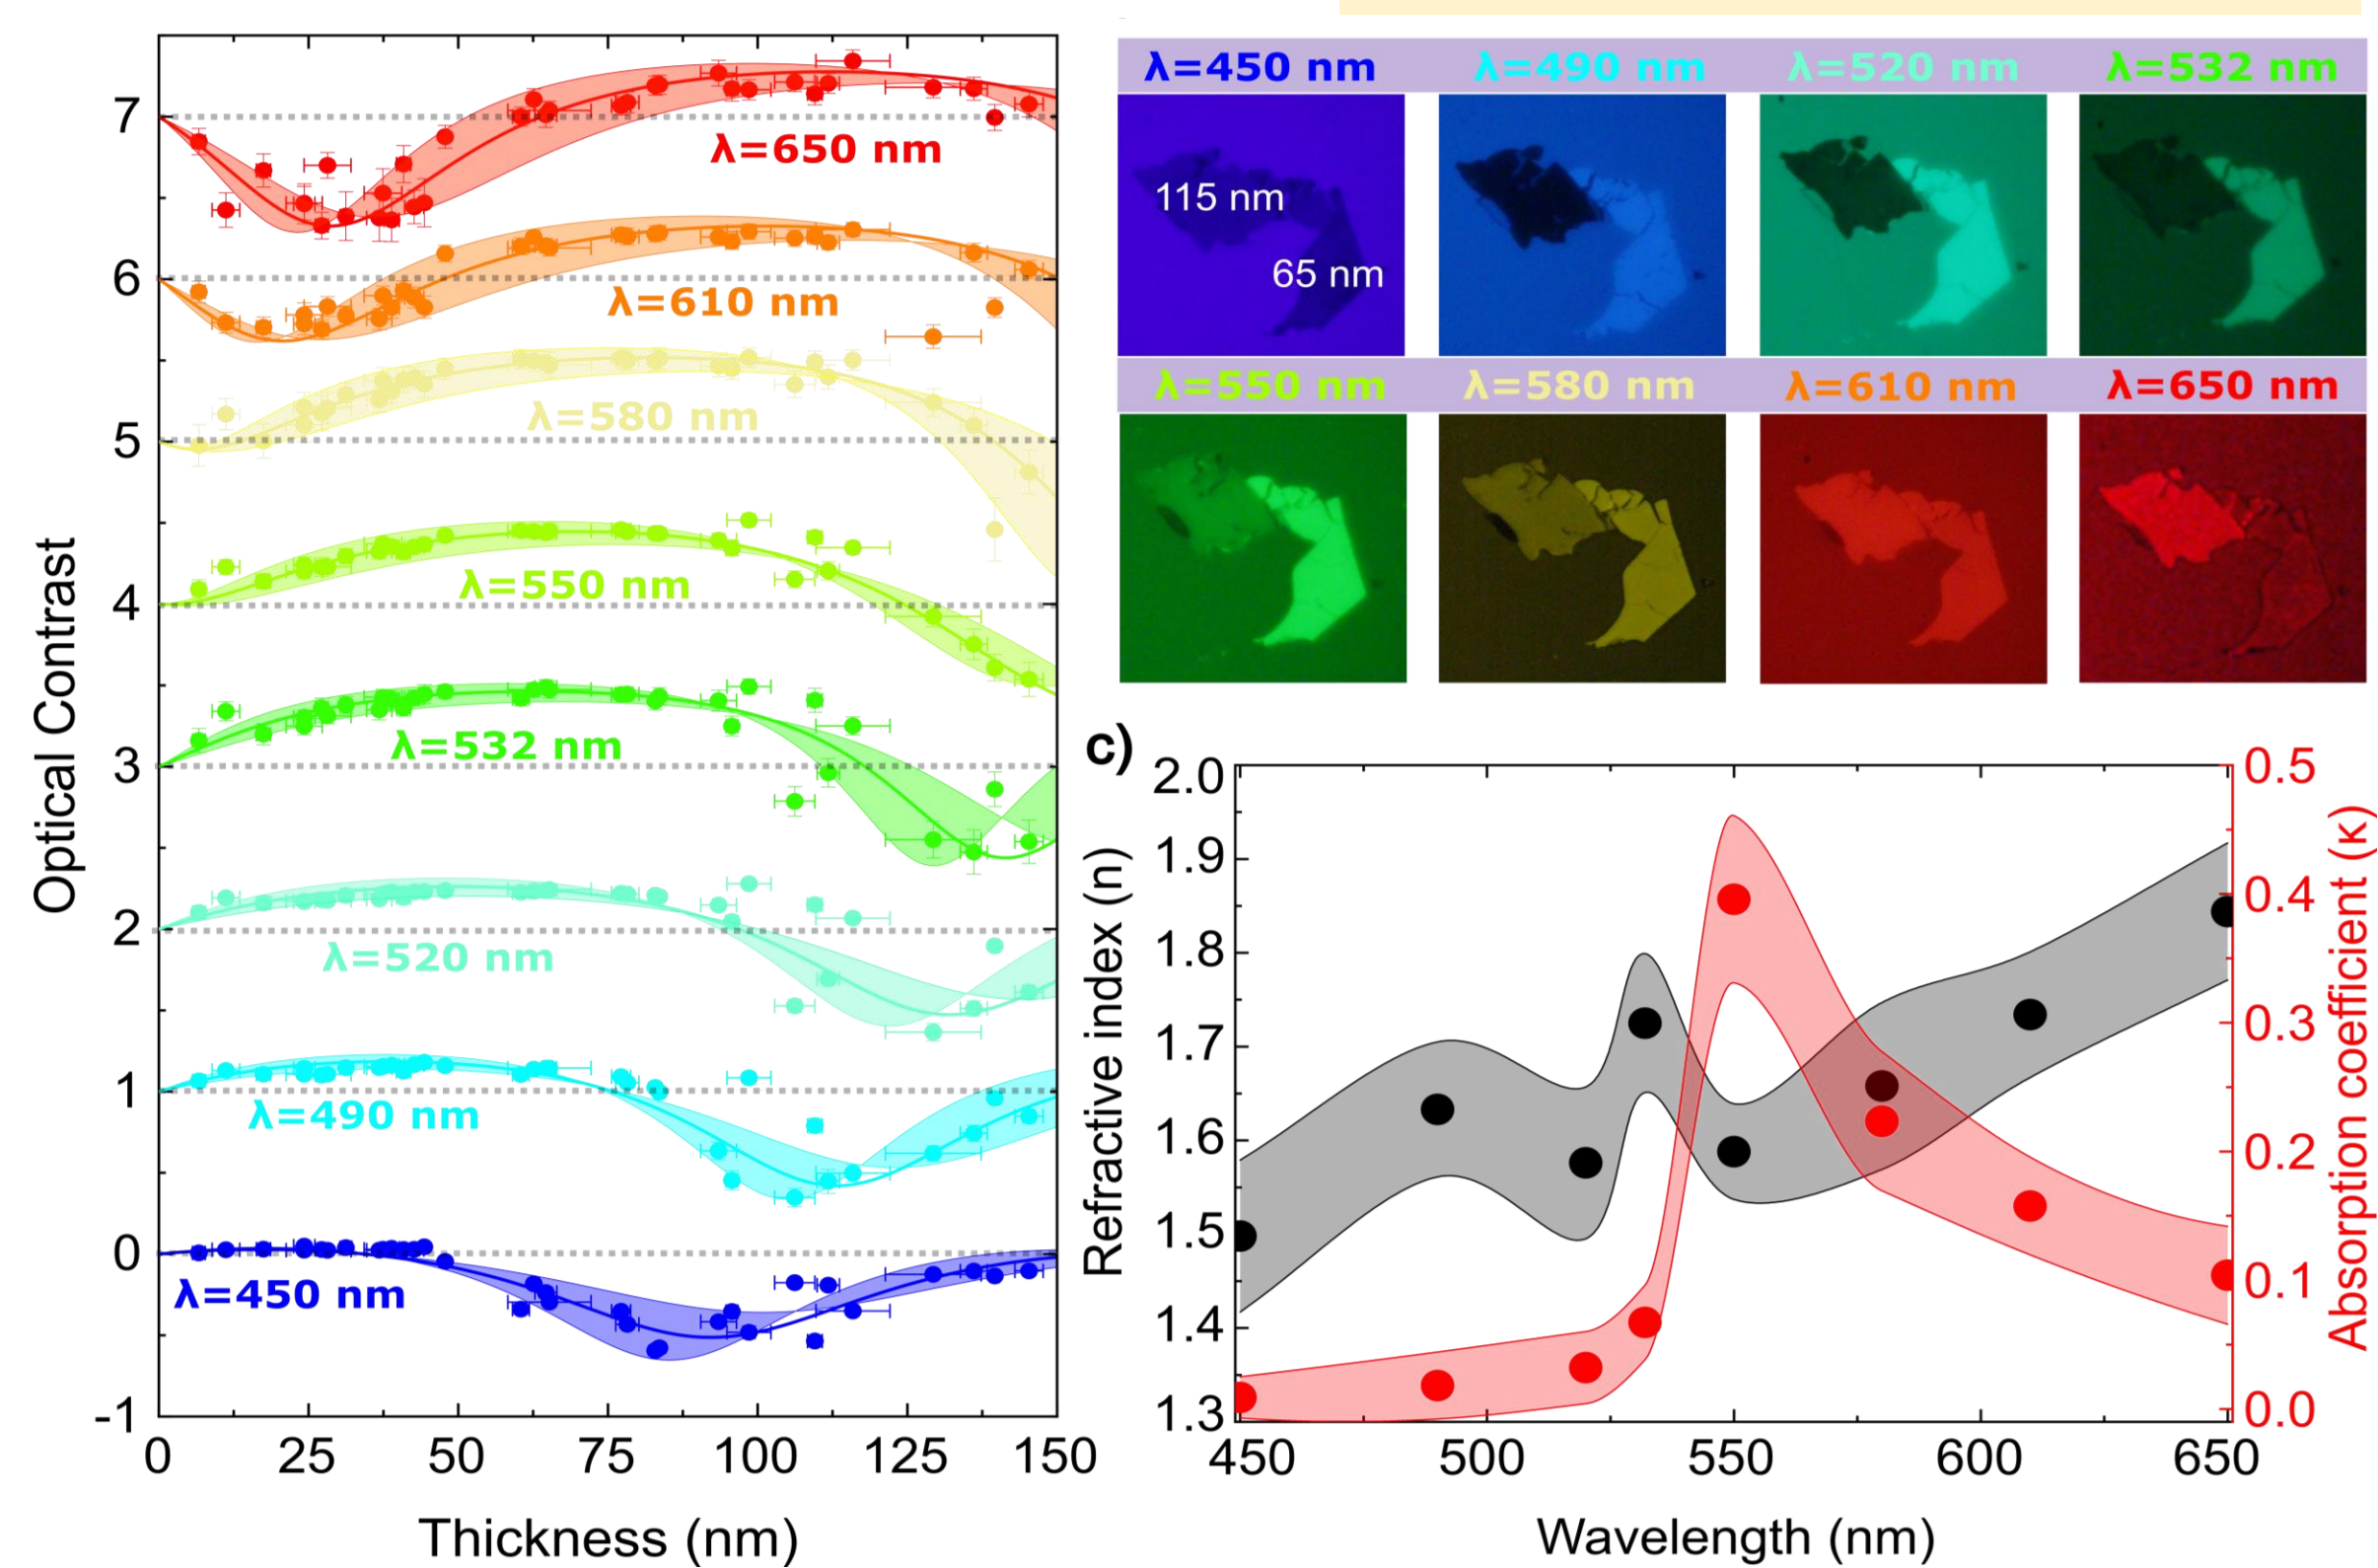 Optical Contrast
7
6
5
4
3
2
1
0
-1
λ=650 nm
λ=610 nm
λ=580 nm
λ=550 nm
λ=532 nm
λ=520 nm
λ=490 nm
λ=450 nm
0 25 50 75 100 125 150
Thickness (nm)
λ=450 nm λ=490 nm λ=520 nm λ=532 nm
115 nm
65 nm
λ=550 nm λ=580 nm λ=610 nm λ=650 nm
c)
Refractive index (n)
2.0
1.9
1.8
1.7
1.6
1.5
1.4
1.3
0.5
0.4
0.3
0.2
0.1
0.0
Absorption coefficient (κ)
450 500 550 600 650
Wavelength (nm)